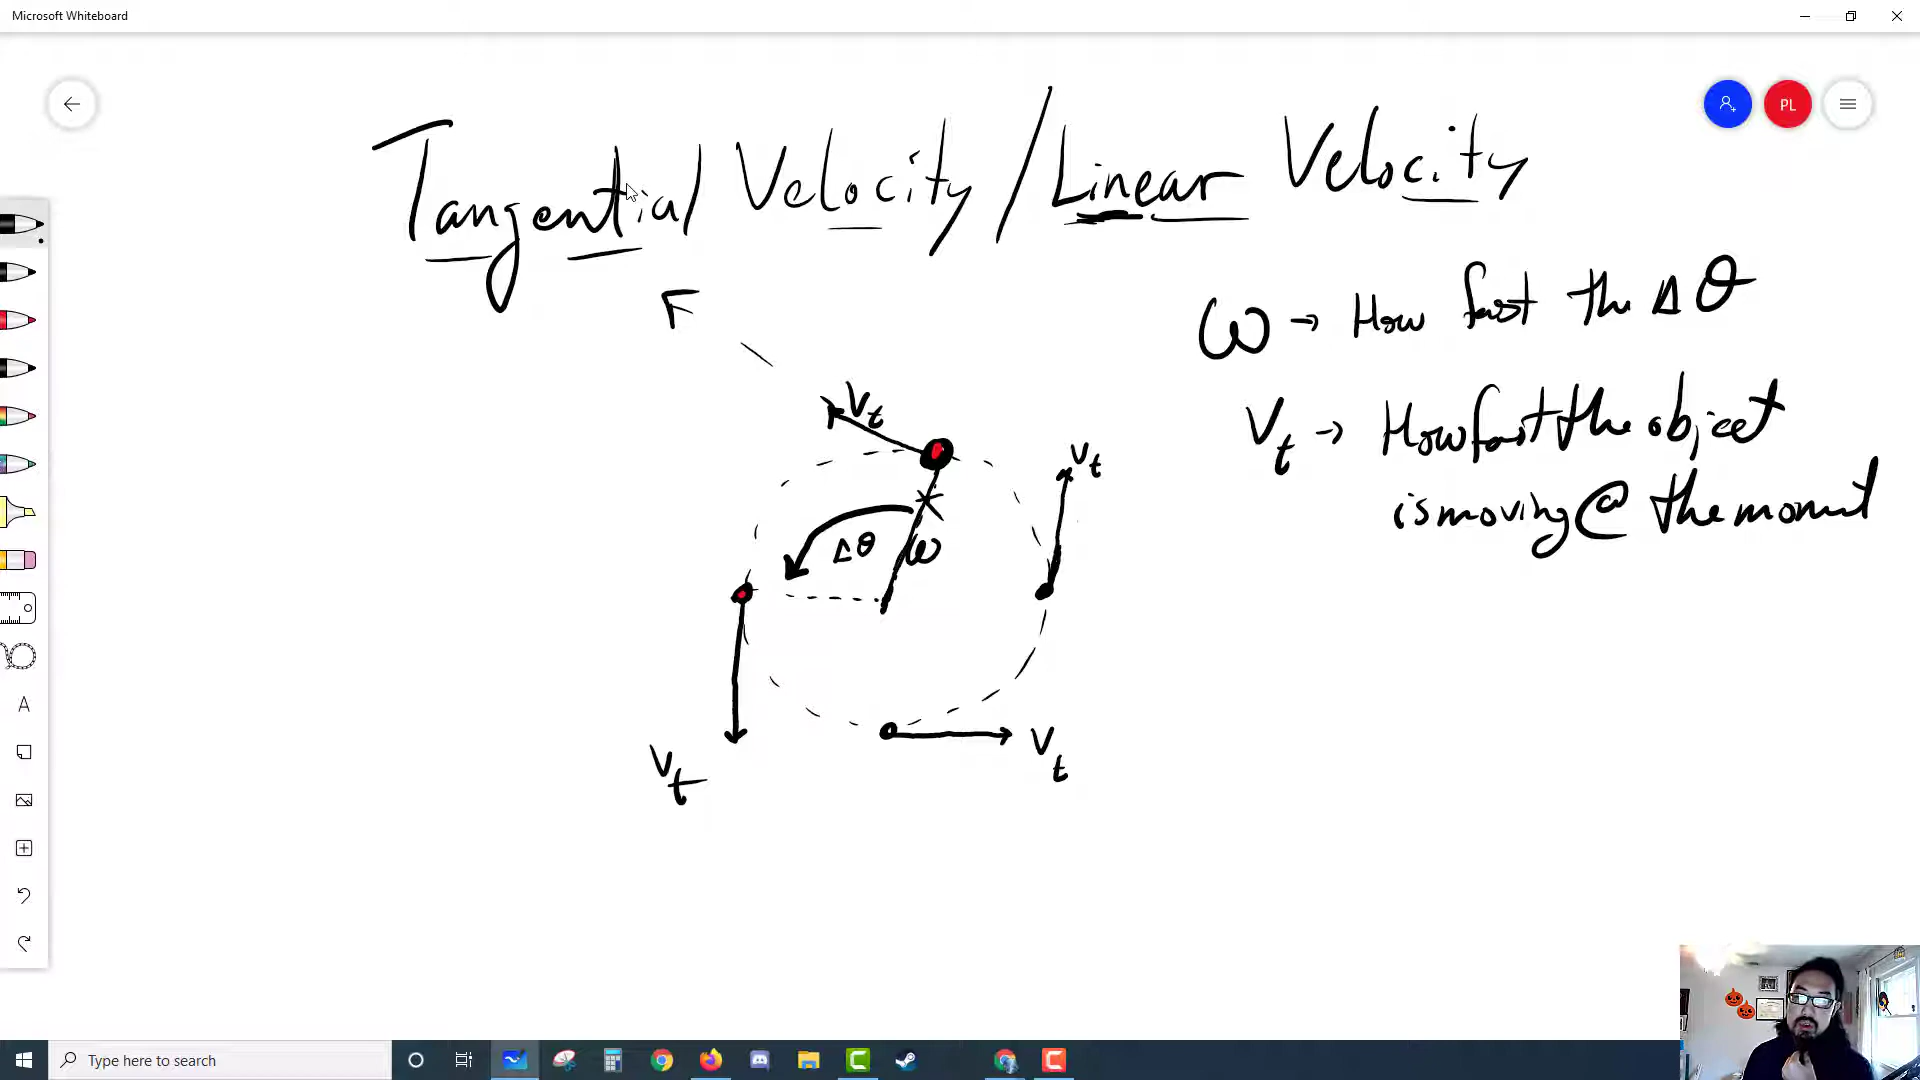 Microsoft Whiteboard
PL
Tangential Velocity / Linear Velocity
ω → How fast the Δ θ
Vt → How fast the object
is moving @ the moment
Vt
Vt
Δθ
ω
Vt
Vt
A
Type here to search